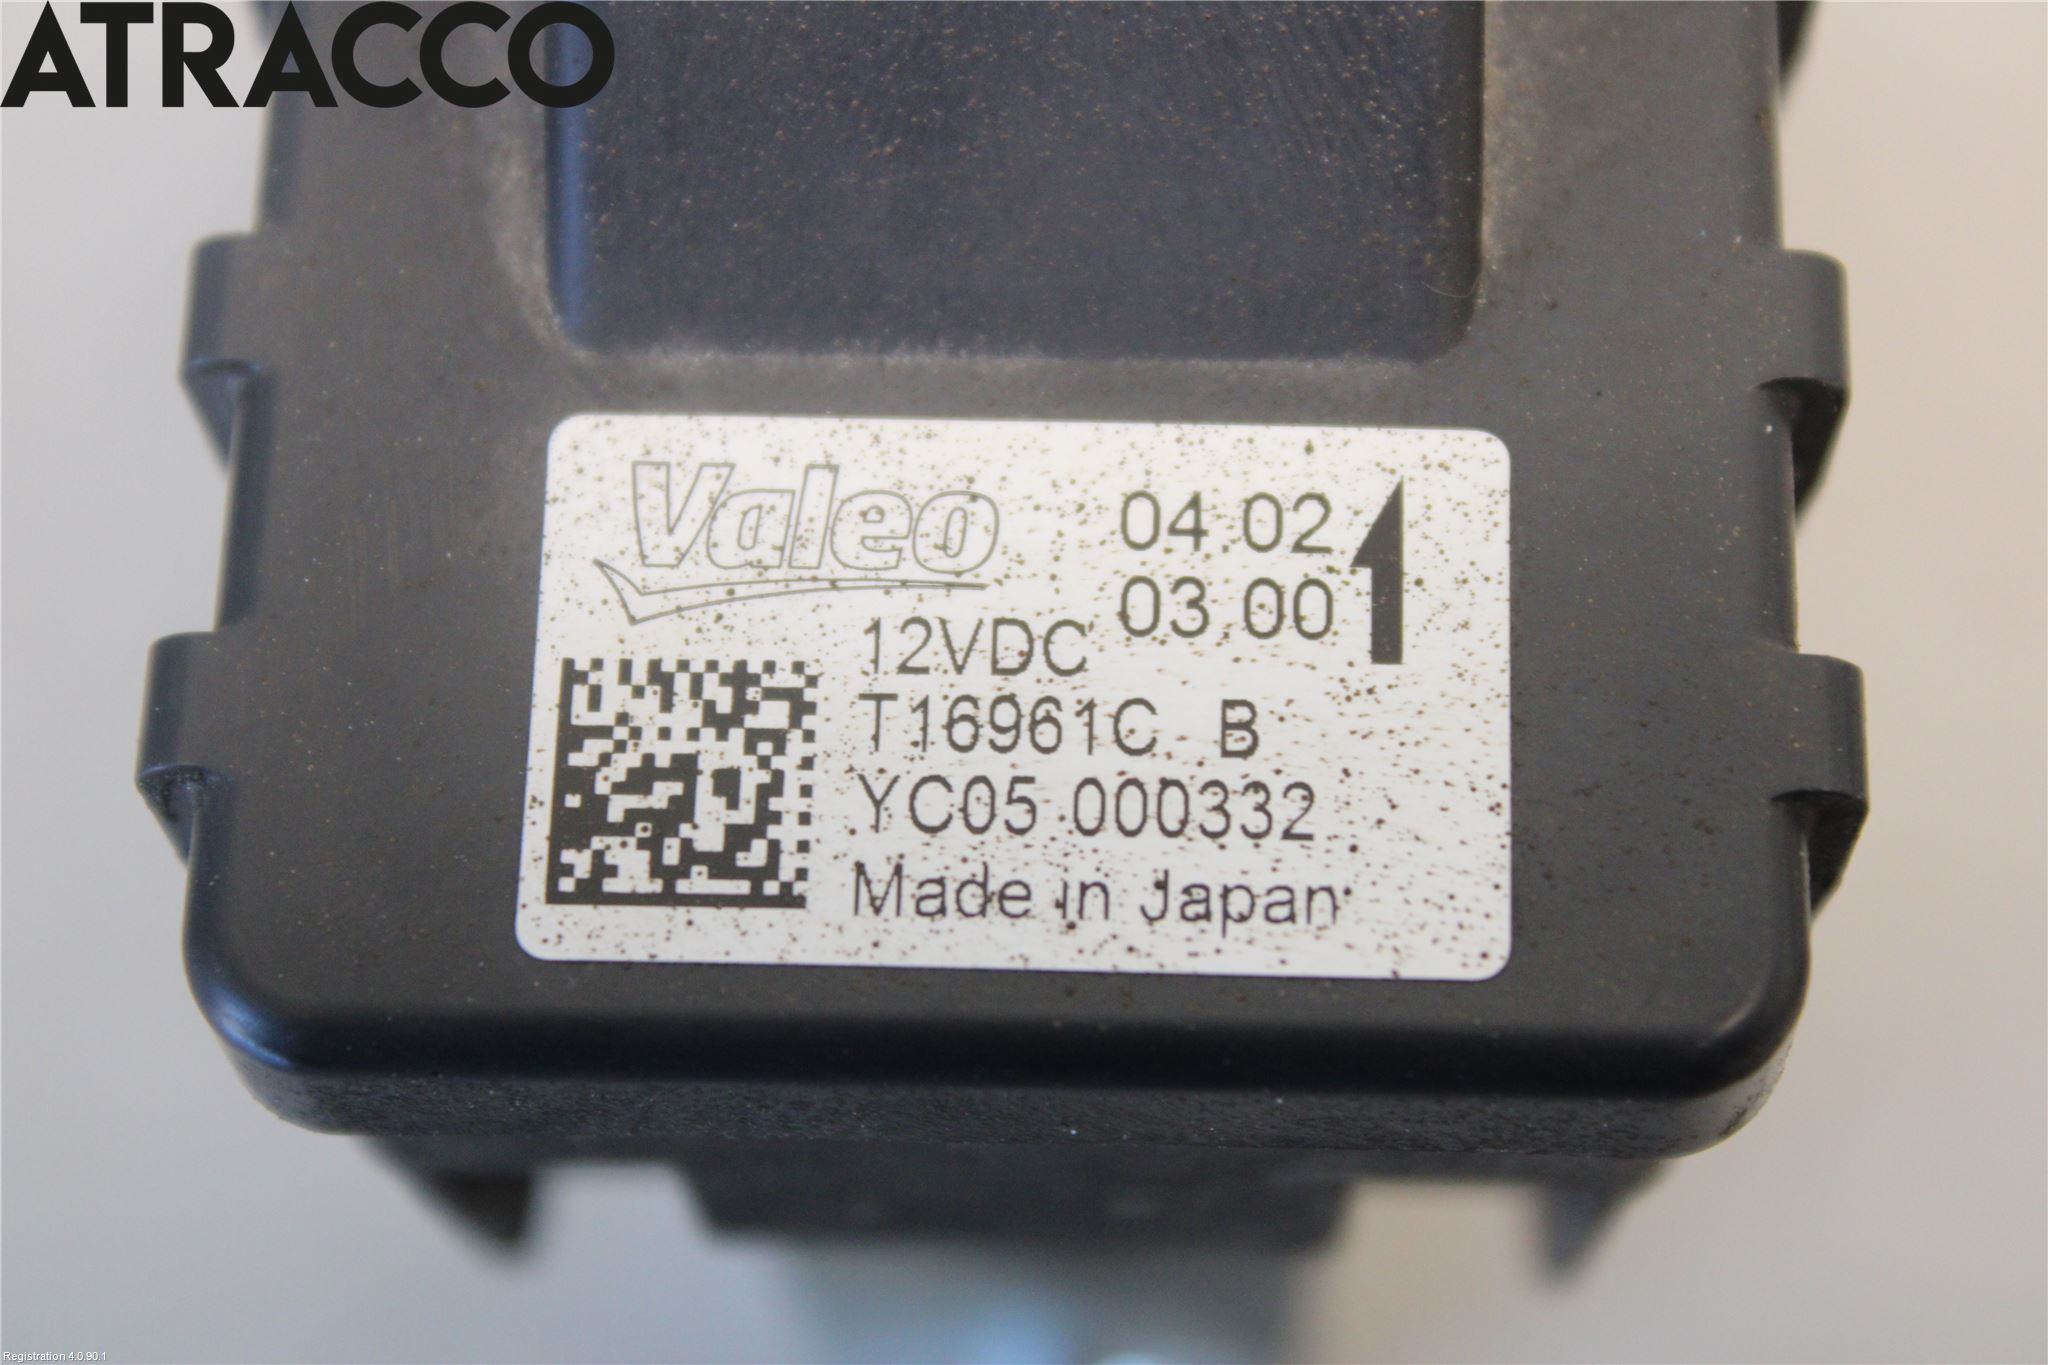 ATRACCO
Valeo
04 02
03 00
12VDC
T16961C B
YC05 000332
Made in Japan
Registration 4.0.90.1